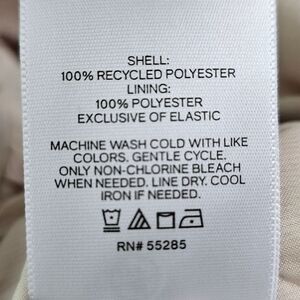 SHELL:
100% RECYCLED POLYESTER
LINING:
100% POLYESTER
EXCLUSIVE OF ELASTIC
MACHINE WASH COLD WITH LIKE
COLORS. GENTLE CYCLE.
ONLY NON-CHLORINE BLEACH
WHEN NEEDED. LINE DRY. COOL
IRON IF NEEDED.
RN# 55285